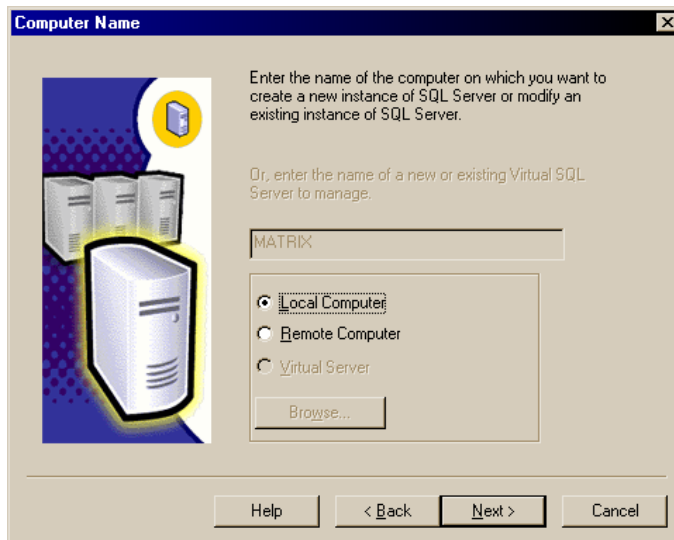 Computer Name
Enter the name of the computer on which you want to
create a new instance of SQL Server or modify an
existing instance of SQL Server.
Or, enter the name of a new or existing Virtual SQL
Server to manage.
MATRIX
Local Computer
Remote Computer
Virtual Server
Browse...
Help
< Back
Next >
Cancel